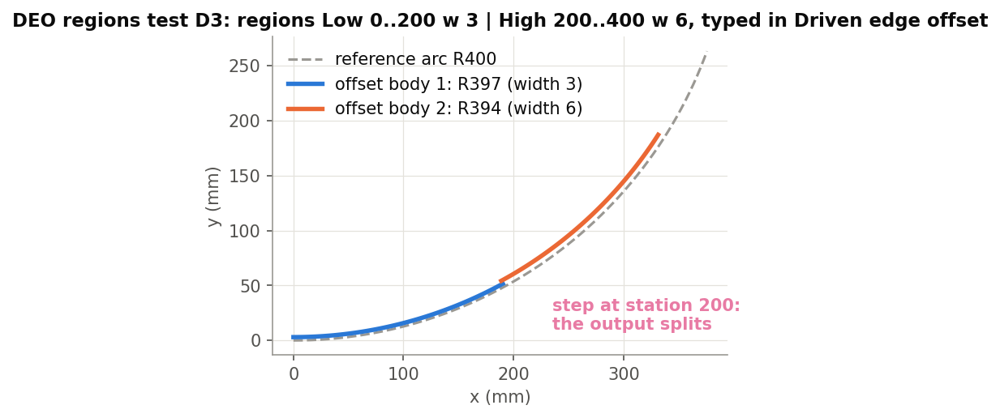 DEO regions test D3: regions Low 0..200 w 3 | High 200..400 w 6, typed in Driven edge offset
reference arc R400
offset body 1: R397 (width 3)
offset body 2: R394 (width 6)
step at station 200:
the output splits
y (mm)
250
200
150
100
50
0
0 100 200 300
x (mm)